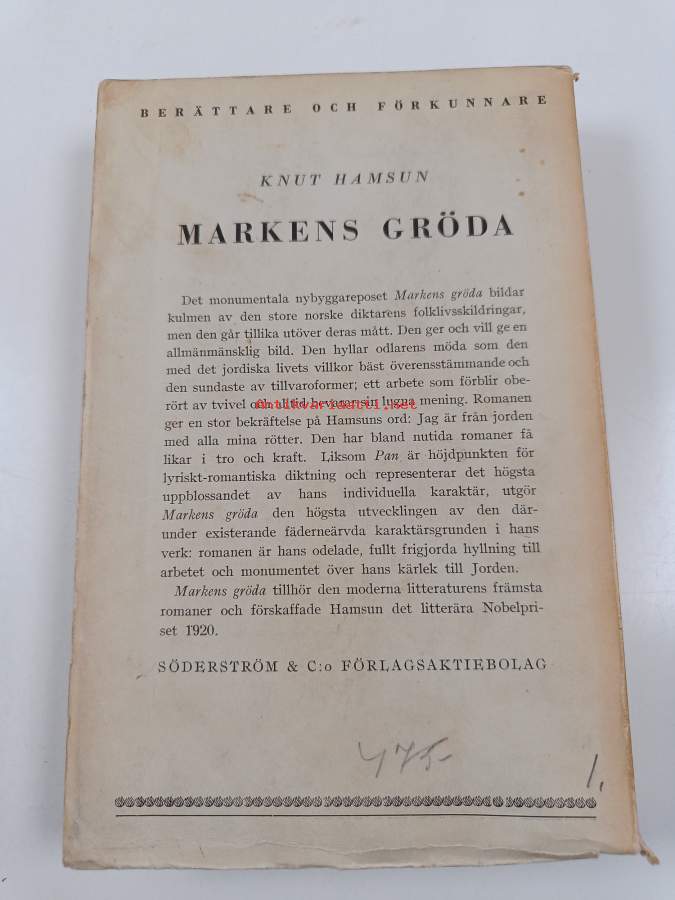 BERÄTTARE OCH FÖRKUNNARE
KNUT HAMSUN
MARKENS GRÖDA
Det monumentala nybyggareposet Markens gröda bildar
kulmen av den store norske diktarens folklivsskildringar,
men den går tillika utöver deras mått. Den ger och vill ge en
allmänmänsklig bild. Den hyllar odlarens möda som den
med det jordiska livets villkor bäst överensstämmande och
den sundaste av tillvaroformer; ett arbete som förblir obe-
rört av tvivel och alltid bevarar sin lugna mening. Romanen
antikvariaatti.net
ger en stor bekräftelse på Hamsuns ord: Jag är från jorden
med alla mina rötter. Den har bland nutida romaner få
likar i tro och kraft. Liksom Pan är höjdpunkten för
lyriskt-romantiska diktning och representerar det högsta
uppblossandet av hans individuella karaktär, utgör
Markens gröda den högsta utvecklingen av den där-
under existerande fäderneärvda karaktärsgrunden i hans
verk: romanen är hans odelade, fullt frigjorda hyllning till
arbetet och monumentet över hans kärlek till Jorden.
Markens gröda tillhör den moderna litteraturens främsta
romaner och förskaffade Hamsun det litterära Nobelpri-
set 1920.
SÖDERSTRÖM & C:o FÖRLAGSAKTIEBOLAG
475-
1.